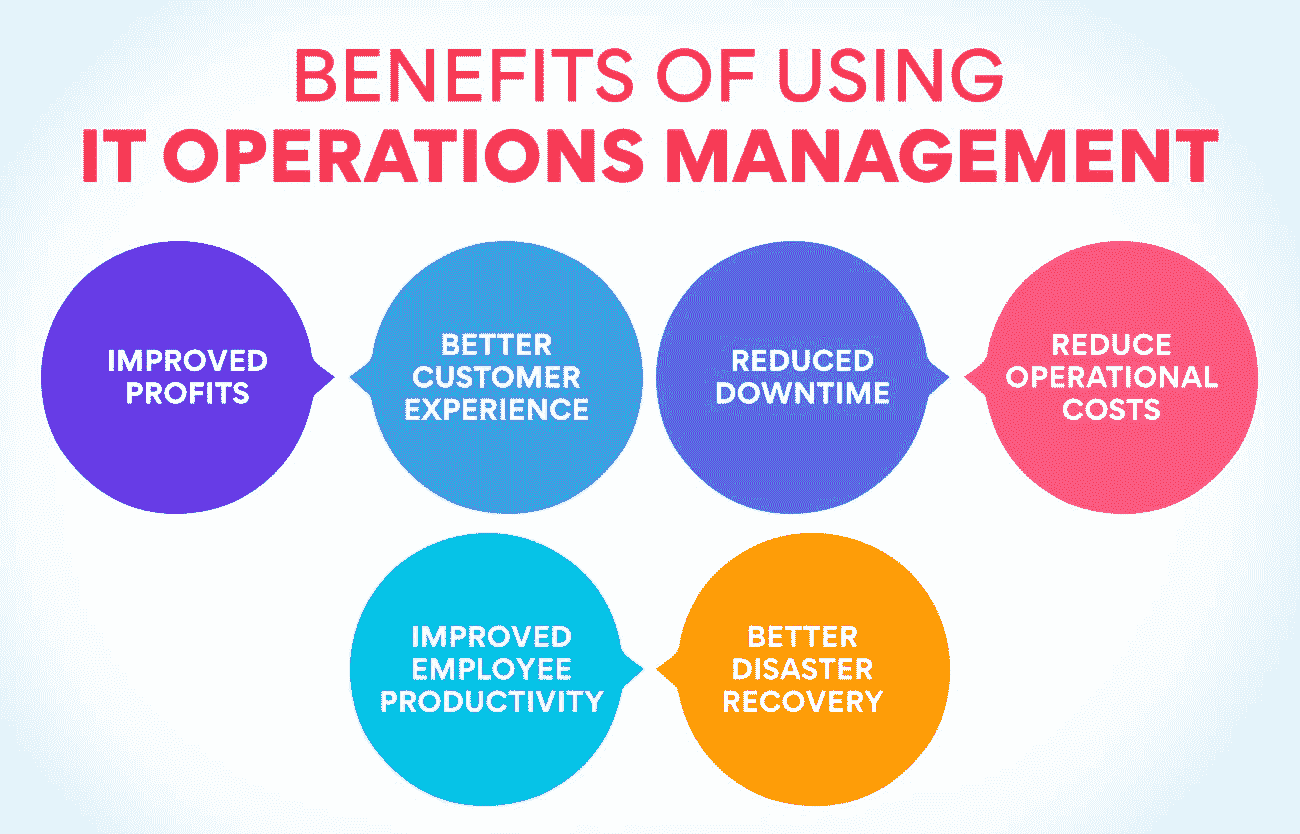 BENEFITS OF USING
IT OPERATIONS MANAGEMENT
IMPROVED
PROFITS
BETTER
CUSTOMER
EXPERIENCE
REDUCED
DOWNTIME
REDUCE
OPERATIONAL
COSTS
IMPROVED
EMPLOYEE
PRODUCTIVITY
BETTER
DISASTER
RECOVERY